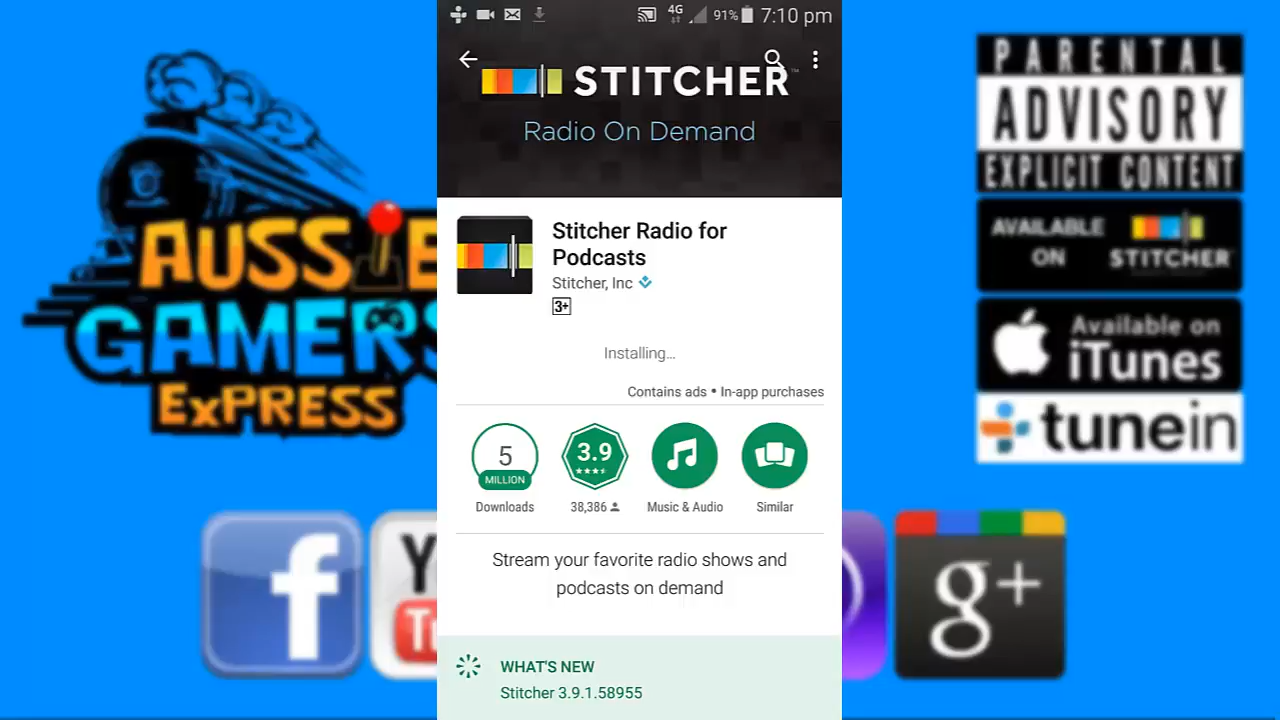 4G
91%
7:10 pm
STITCHER
Radio On Demand
Stitcher Radio for
Podcasts
Stitcher, Inc
3+
Installing...
Contains ads • In-app purchases
5
MILLION
3.9
Downloads
38,386
Music & Audio
Similar
Stream your favorite radio shows and
podcasts on demand
WHAT'S NEW
Stitcher 3.9.1.58955
AUSSIE
GAMERS
ExPRESS
PARENTAL
ADVISORY
EXPLICIT CONTENT
AVAILABLE
ON
STITCHER
Available on
iTunes
tunein
f
g+